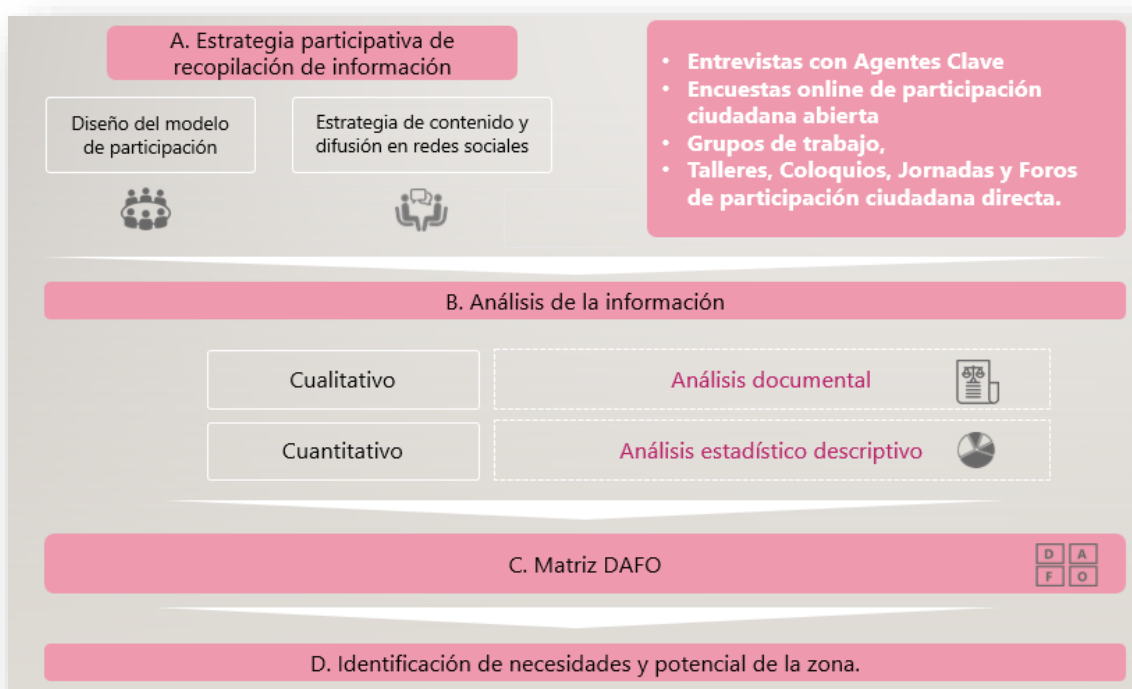 A. Estrategia participativa de
recopilación de información
Diseño del modelo
de participación
Estrategia de contenido y
difusión en redes sociales
• Entrevistas con Agentes Clave
• Encuestas online de participación
ciudadana abierta
• Grupos de trabajo,
• Talleres, Coloquios, Jornadas y Foros
de participación ciudadana directa.
B. Análisis de la información
Cualitativo
Análisis documental
Cuantitativo
Análisis estadístico descriptivo
C. Matriz DAFO
D A
F O
D. Identificación de necesidades y potencial de la zona.